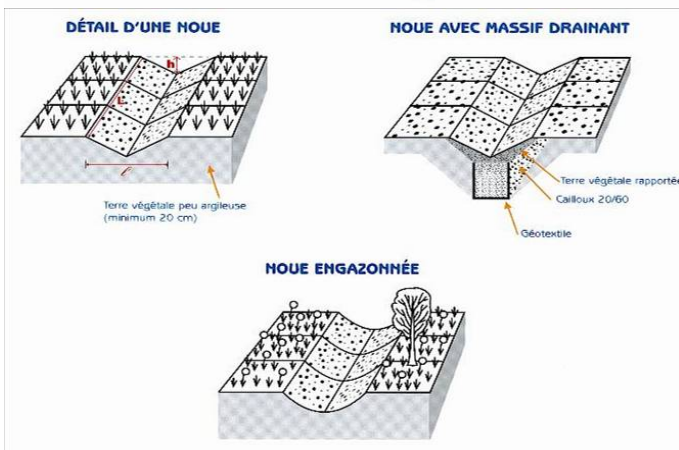 DÉTAIL D'UNE NOUE
h
L
l
Terre végétale peu argileuse
(minimum 20 cm)
NOUE AVEC MASSIF DRAINANT
Terre végétale rapportée
Cailloux 20/60
Géotextile
NOUE ENGAZONNÉE